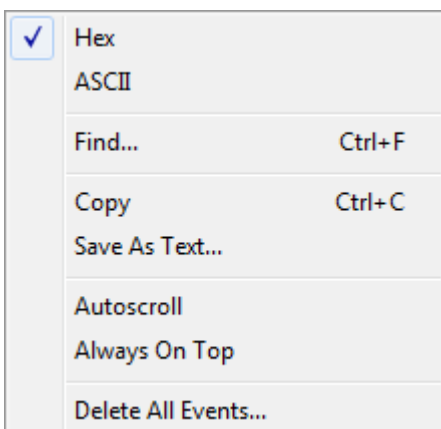 Hex
ASCII
Find... Ctrl+F
Copy Ctrl+C
Save As Text...
Autoscroll
Always On Top
Delete All Events...